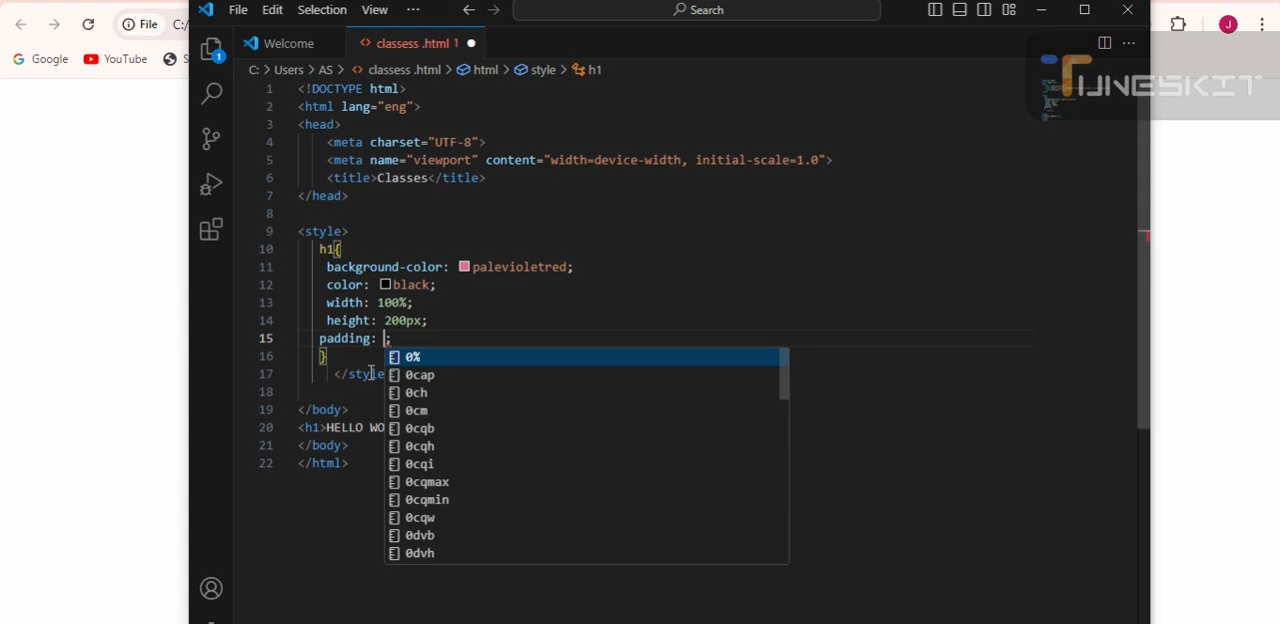 File C:/
Google YouTube S
File Edit Selection View ··· Search
J
1
Welcome <> classess .html 1
C: > Users > AS > <> classess .html > html > style > h1
UNESKIT
1 <!DOCTYPE html>
2 <html lang="eng">
3 <head>
4 <meta charset="UTF-8">
5 <meta name="viewport" content="width=device-width, initial-scale=1.0">
6 <title>Classes</title>
7 </head>
8
9 <style>
10 h1{
11 background-color: palevioletred;
12 color: black;
13 width: 100%;
14 height: 200px;
15 padding: ;
16 }
17 </style
18
19 </body>
20 <h1>HELLO WO
21 </body>
22 </html>
0%
0cap
0ch
0cm
0cqb
0cqh
0cqi
0cqmax
0cqmin
0cqw
0dvb
0dvh